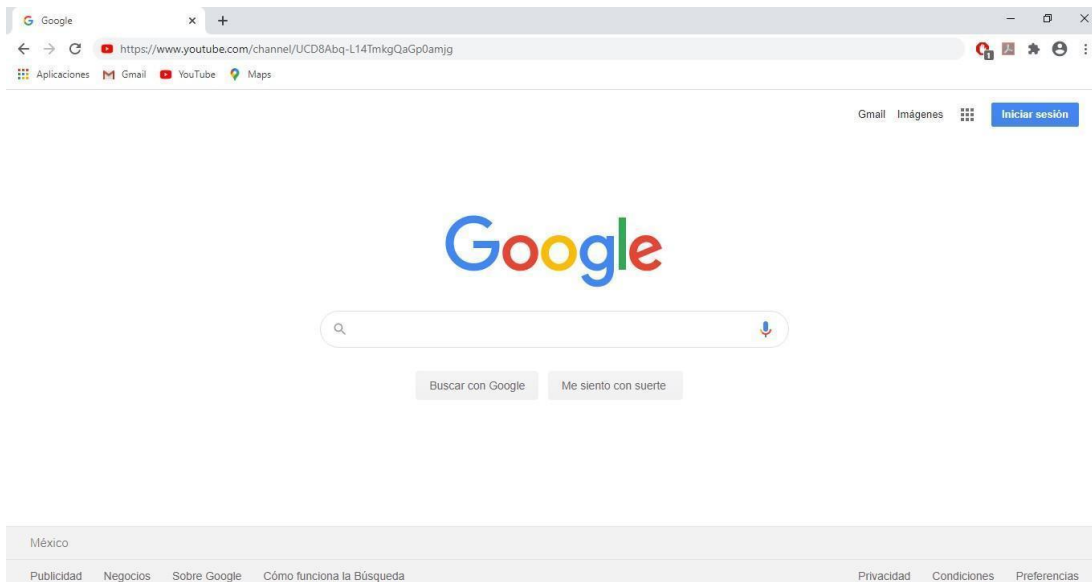 Google
https://www.youtube.com/channel/UCD8Abq-L14TmkgQaGp0amjg
1
Aplicaciones Gmail YouTube Maps
Gmail Imágenes Iniciar sesión
Google
Buscar con Google Me siento con suerte
México
Publicidad Negocios Sobre Google Cómo funciona la Búsqueda Privacidad Condiciones Preferencias